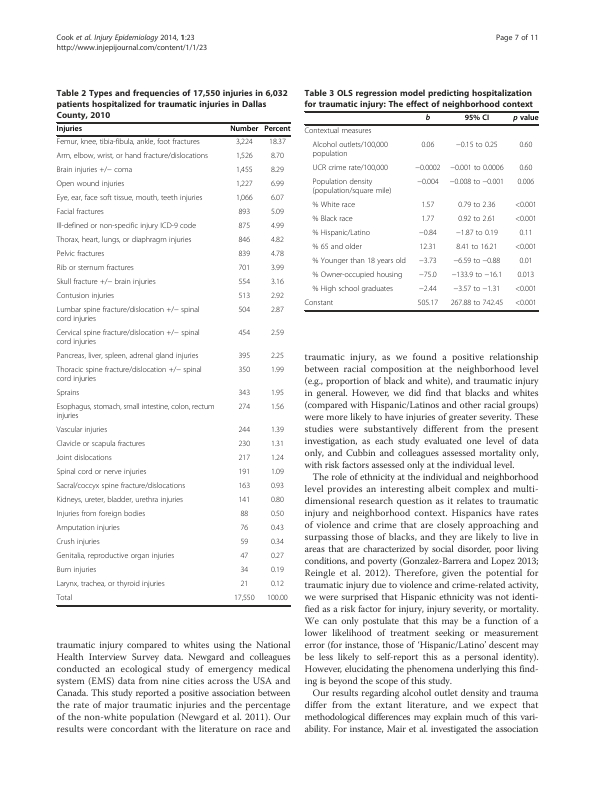 Cook et al. Injury Epidemiology 2014, 1:23
http://www.injepijournal.com/content/1/1/23
Page 7 of 11
Table 2 Types and frequencies of 17,550 injuries in 6,032
patients hospitalized for traumatic injuries in Dallas
County, 2010
Injuries Number Percent
Femur, knee, tibia-fibula, ankle, foot fractures 3,224 18.37
Arm, elbow, wrist, or hand fracture/dislocations 1,526 8.70
Brain injuries +/− coma 1,455 8.29
Open wound injuries 1,227 6.99
Eye, ear, face soft tissue, mouth, teeth injuries 1,066 6.07
Facial fractures 893 5.09
Ill-defined or non-specific injury ICD-9 code 875 4.99
Thorax, heart, lungs, or diaphragm injuries 846 4.82
Pelvic fractures 839 4.78
Rib or sternum fractures 701 3.99
Skull fracture +/− brain injuries 554 3.16
Contusion injuries 513 2.92
Lumbar spine fracture/dislocation +/− spinal 504 2.87
cord injuries
Cervical spine fracture/dislocation +/− spinal 454 2.59
cord injuries
Pancreas, liver, spleen, adrenal gland injuries 395 2.25
Thoracic spine fracture/dislocation +/− spinal 350 1.99
cord injuries
Sprains 343 1.95
Esophagus, stomach, small intestine, colon, rectum 274 1.56
injuries
Vascular injuries 244 1.39
Clavicle or scapula fractures 230 1.31
Joint dislocations 217 1.24
Spinal cord or nerve injuries 191 1.09
Sacral/coccyx spine fracture/dislocations 163 0.93
Kidneys, ureter, bladder, urethra injuries 141 0.80
Injuries from foreign bodies 88 0.50
Amputation injuries 76 0.43
Crush injuries 59 0.34
Genitalia, reproductive organ injuries 47 0.27
Burn injuries 34 0.19
Larynx, trachea, or thyroid injuries 21 0.12
Total 17,550 100.00
traumatic injury compared to whites using the National
Health Interview Survey data. Newgard and colleagues
conducted an ecological study of emergency medical
system (EMS) data from nine cities across the USA and
Canada. This study reported a positive association between
the rate of major traumatic injuries and the percentage
of the non-white population (Newgard et al. 2011). Our
results were concordant with the literature on race and
Table 3 OLS regression model predicting hospitalization
for traumatic injury: The effect of neighborhood context
b 95% CI p value
Contextual measures
Alcohol outlets/100,000 0.06 −0.15 to 0.25 0.60
population
UCR crime rate/100,000 −0.0002 −0.001 to 0.0006 0.60
Population density −0.004 −0.008 to −0.001 0.006
(population/square mile)
% White race 1.57 0.79 to 2.36 <0.001
% Black race 1.77 0.92 to 2.61 <0.001
% Hispanic/Latino −0.84 −1.87 to 0.19 0.11
% 65 and older 12.31 8.41 to 16.21 <0.001
% Younger than 18 years old −3.73 −6.59 to −0.88 0.01
% Owner-occupied housing −75.0 −133.9 to −16.1 0.013
% High school graduates −2.44 −3.57 to −1.31 <0.001
Constant 505.17 267.88 to 742.45 <0.001
traumatic injury, as we found a positive relationship
between racial composition at the neighborhood level
(e.g., proportion of black and white), and traumatic injury
in general. However, we did find that blacks and whites
(compared with Hispanic/Latinos and other racial groups)
were more likely to have injuries of greater severity. These
studies were substantively different from the present
investigation, as each study evaluated one level of data
only, and Cubbin and colleagues assessed mortality only,
with risk factors assessed only at the individual level.
The role of ethnicity at the individual and neighborhood
level provides an interesting albeit complex and multi-
dimensional research question as it relates to traumatic
injury and neighborhood context. Hispanics have rates
of violence and crime that are closely approaching and
surpassing those of blacks, and they are likely to live in
areas that are characterized by social disorder, poor living
conditions, and poverty (Gonzalez-Barrera and Lopez 2013;
Reingle et al. 2012). Therefore, given the potential for
traumatic injury due to violence and crime-related activity,
we were surprised that Hispanic ethnicity was not identi-
fied as a risk factor for injury, injury severity, or mortality.
We can only postulate that this may be a function of a
lower likelihood of treatment seeking or measurement
error (for instance, those of ‘Hispanic/Latino’ descent may
be less likely to self-report this as a personal identity).
However, elucidating the phenomena underlying this find-
ing is beyond the scope of this study.
Our results regarding alcohol outlet density and trauma
differ from the extant literature, and we expect that
methodological differences may explain much of this vari-
ability. For instance, Mair et al. investigated the association